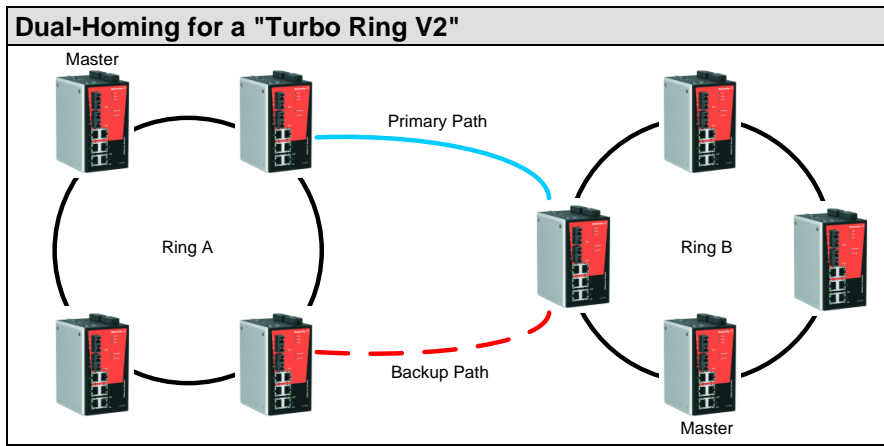 Dual-Homing for a "Turbo Ring V2"
Master
Primary Path
Ring A
Ring B
Backup Path
Master